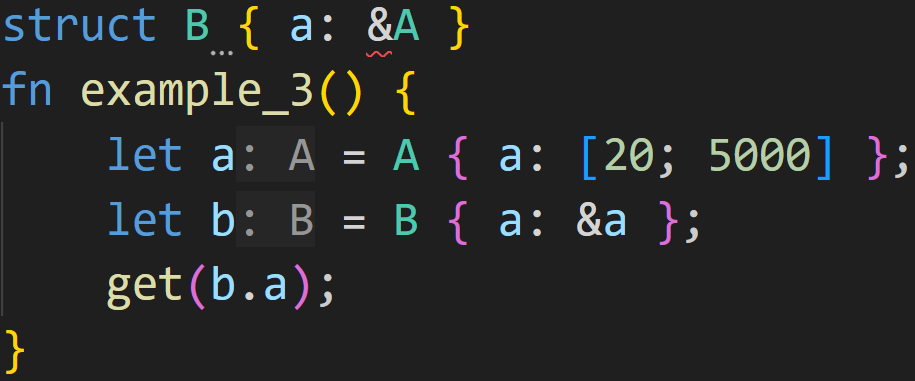 struct B { a: &A }
fn example_3() {
    let a: A = A { a: [20; 5000] };
    let b: B = B { a: &a };
    get(b.a);
}